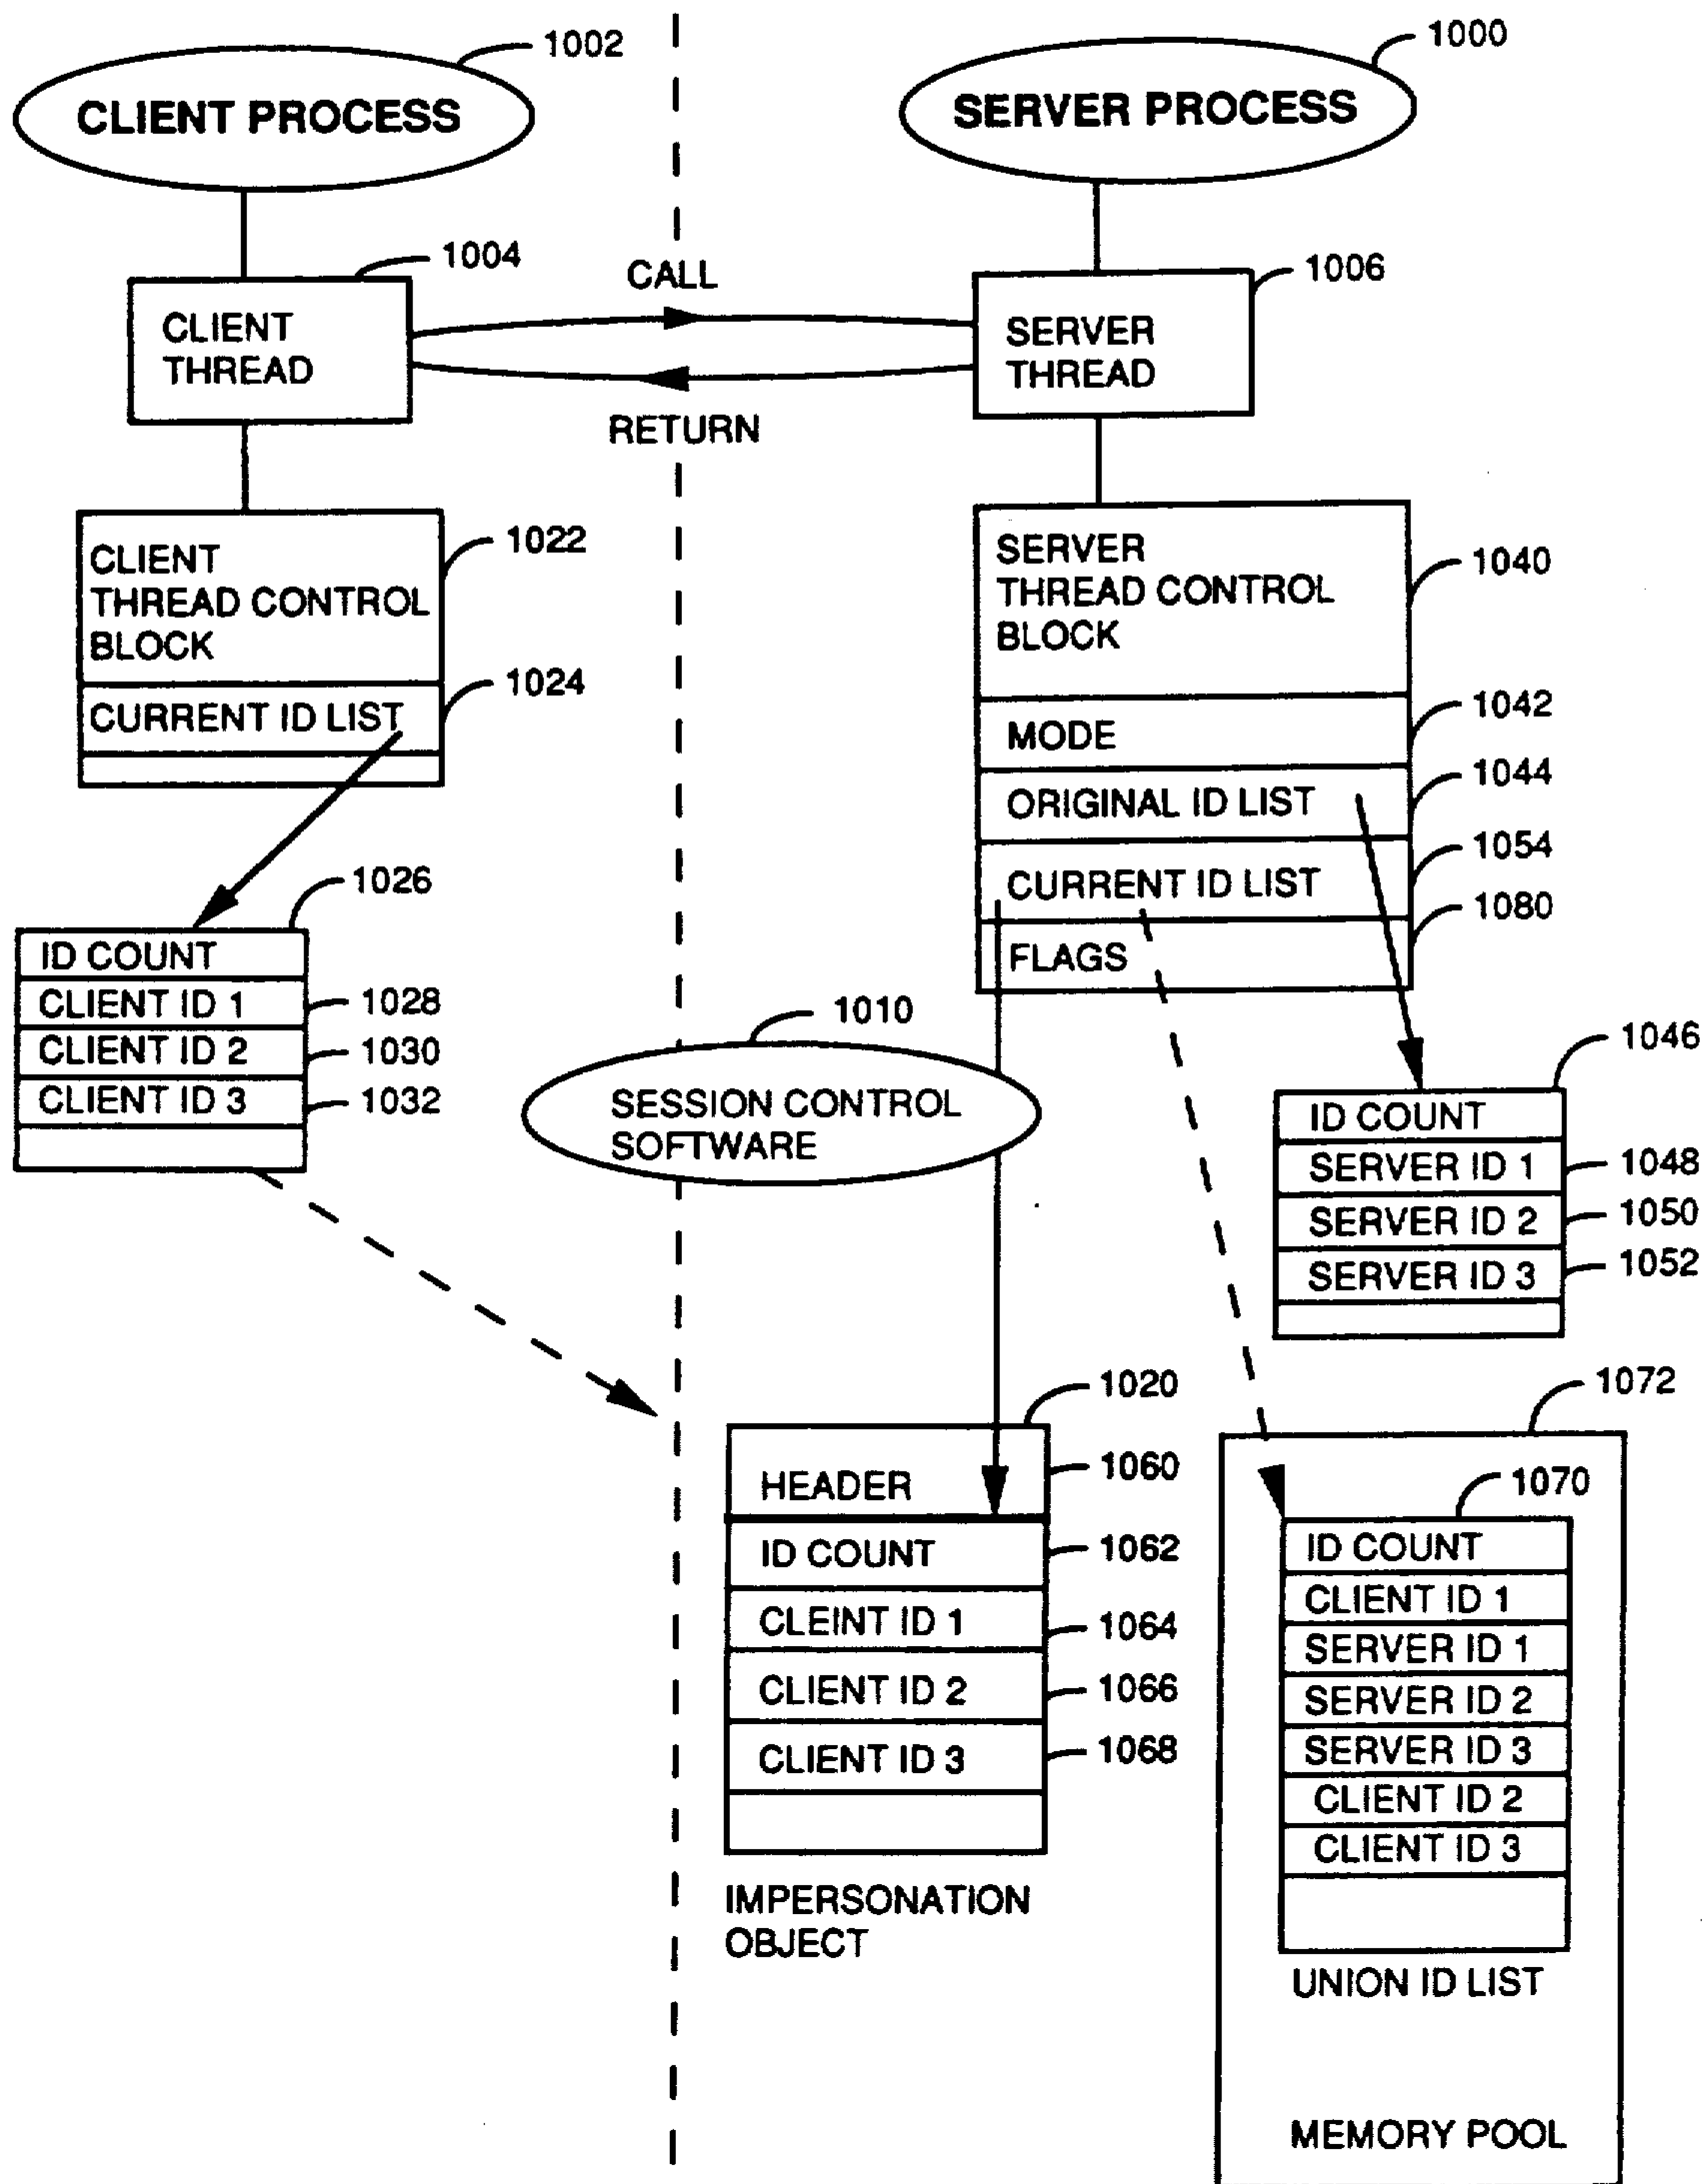 1002
1000
CLIENT PROCESS
SERVER PROCESS
1004
CALL
1006
CLIENT
THREAD
SERVER
THREAD
RETURN
1022
CLIENT
THREAD CONTROL
BLOCK
1024
CURRENT ID LIST
1040
SERVER
THREAD CONTROL
BLOCK
1042
MODE
1044
ORIGINAL ID LIST
1054
CURRENT ID LIST
1080
FLAGS
1026
ID COUNT
CLIENT ID 1
1028
CLIENT ID 2
1030
CLIENT ID 3
1032
1010
SESSION CONTROL
SOFTWARE
1046
ID COUNT
SERVER ID 1
1048
SERVER ID 2
1050
SERVER ID 3
1052
1020
HEADER
1060
ID COUNT
1062
CLEINT ID 1
1064
CLIENT ID 2
1066
CLIENT ID 3
1068
IMPERSONATION
OBJECT
1072
1070
ID COUNT
CLIENT ID 1
SERVER ID 1
SERVER ID 2
SERVER ID 3
CLIENT ID 2
CLIENT ID 3
UNION ID LIST
MEMORY POOL